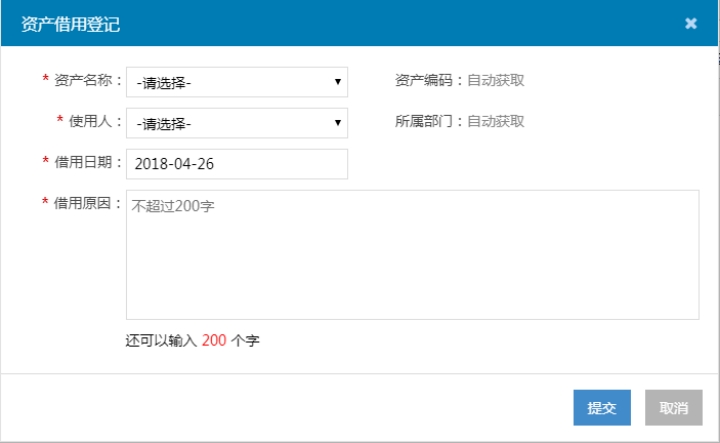 资产借用登记
* 资产名称： -请选择- 资产编码：自动获取
* 使用人： -请选择- 所属部门：自动获取
* 借用日期： 2018-04-26
* 借用原因： 不超过200字
还可以输入 200 个字
提交 取消